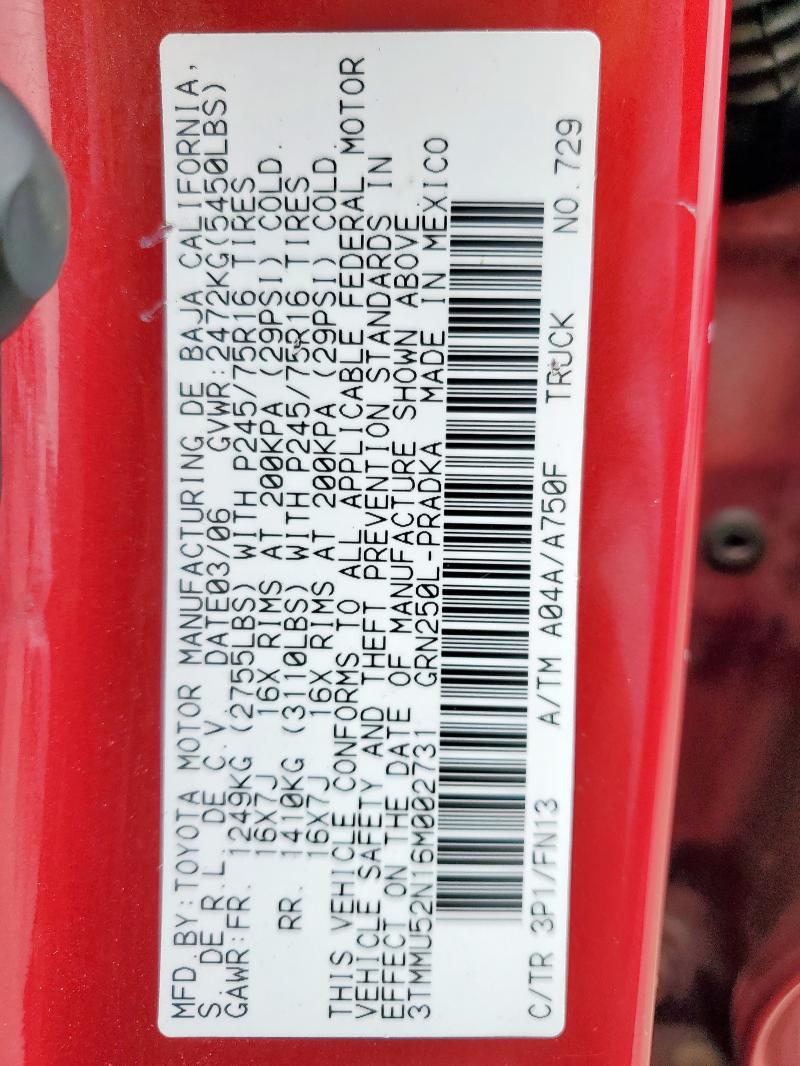 MFD.BY:TOYOTA MOTOR MANUFACTURING DE BAJA CALIFORNIA,
S. DE R.L. DE C.V. DATE03/06 GVWR:2472KG(5450LBS)
GAWR:FR. 1249KG (2755LBS) WITH P245/75R16 TIRES
16X7J 16X RIMS AT 200KPA (29PSI) COLD.
RR. 1410KG (3110LBS) WITH P245/75R16 TIRES
16X7J 16X RIMS AT 200KPA (29PSI) COLD.
THIS VEHICLE CONFORMS TO ALL APPLICABLE FEDERAL MOTOR
VEHICLE SAFETY AND THEFT PREVENTION STANDARDS IN
EFFECT ON THE DATE OF MANUFACTURE SHOWN ABOVE.
3TMMU52N16M002731 GRN250L-PRADKA MADE IN MEXICO
C/TR 3P1/FN13 A/TM A04A/A750F TRUCK NO.729